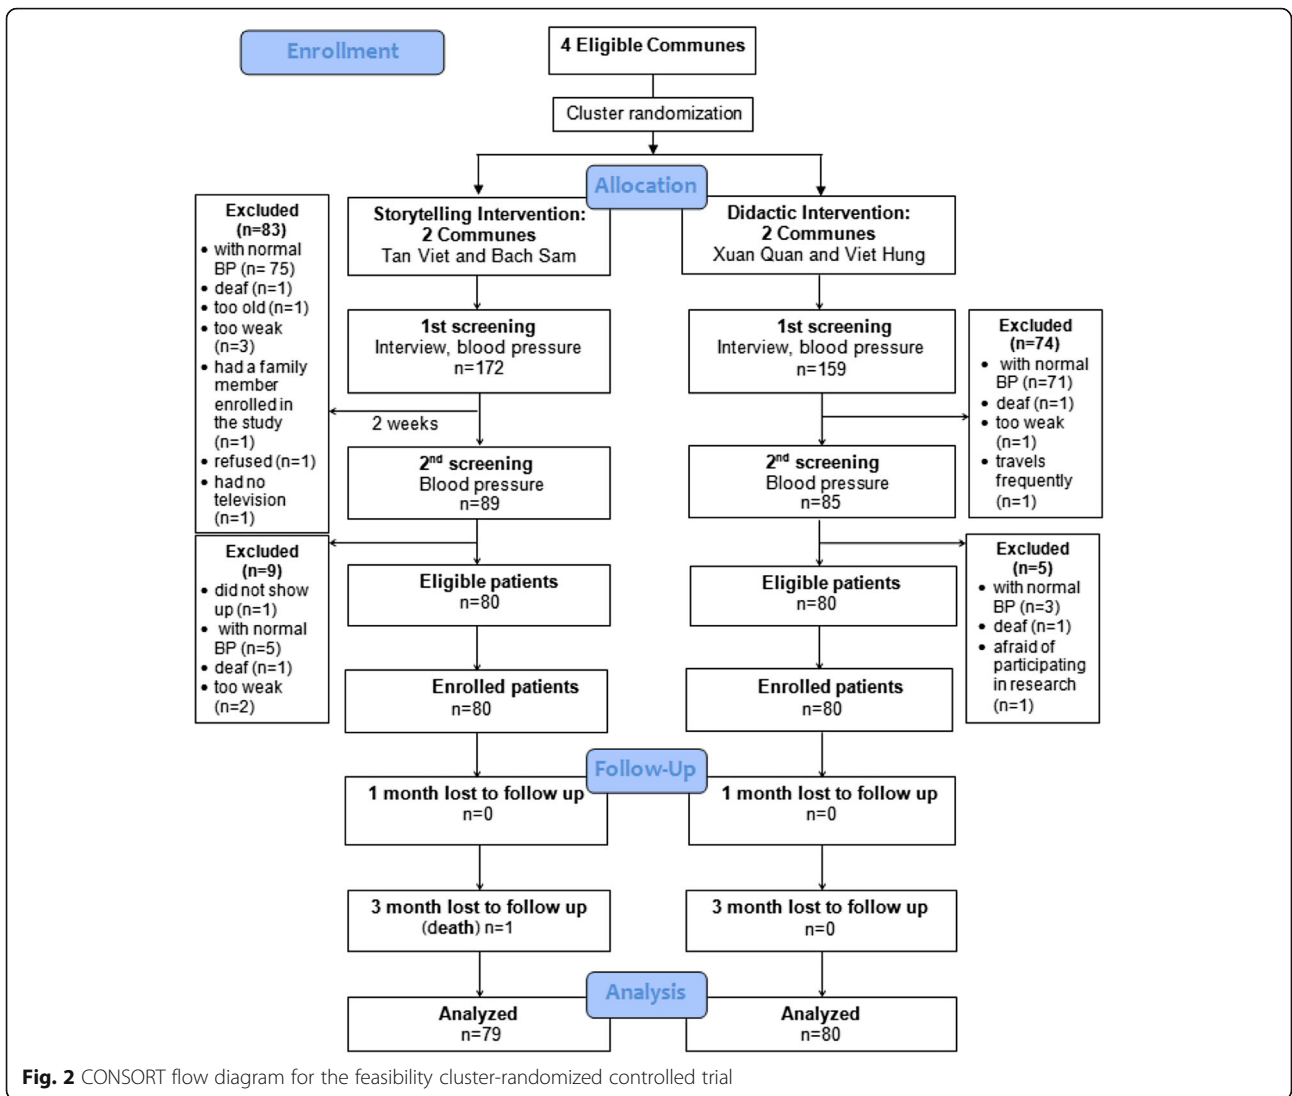 Enrollment
4 Eligible Communes
Cluster randomization
Allocation
Storytelling Intervention:
2 Communes
Tan Viet and Bach Sam
Didactic Intervention:
2 Communes
Xuan Quan and Viet Hung
1st screening
Interview, blood pressure
n=172
1st screening
Interview, blood pressure
n=159
Excluded
(n=83)
• with normal
BP (n= 75)
• deaf (n=1)
• too old (n=1)
• too weak
(n=3)
• had a family
member
enrolled in
the study
(n=1)
• refused (n=1)
• had no
television
(n=1)
2 weeks
Excluded
(n=74)
• with normal
BP (n=71)
• deaf (n=1)
• too weak
(n=1)
• travels
frequently
(n=1)
2nd screening
Blood pressure
n=89
2nd screening
Blood pressure
n=85
Excluded
(n=9)
• did not show
up (n=1)
• with normal
BP (n=5)
• deaf (n=1)
• too weak
(n=2)
Excluded
(n=5)
• with normal
BP (n=3)
• deaf (n=1)
• afraid of
participating
in research
(n=1)
Eligible patients
n=80
Eligible patients
n=80
Enrolled patients
n=80
Enrolled patients
n=80
Follow-Up
1 month lost to follow up
n=0
1 month lost to follow up
n=0
3 month lost to follow up
(death) n=1
3 month lost to follow up
n=0
Analysis
Analyzed
n=79
Analyzed
n=80
Fig. 2 CONSORT flow diagram for the feasibility cluster-randomized controlled trial